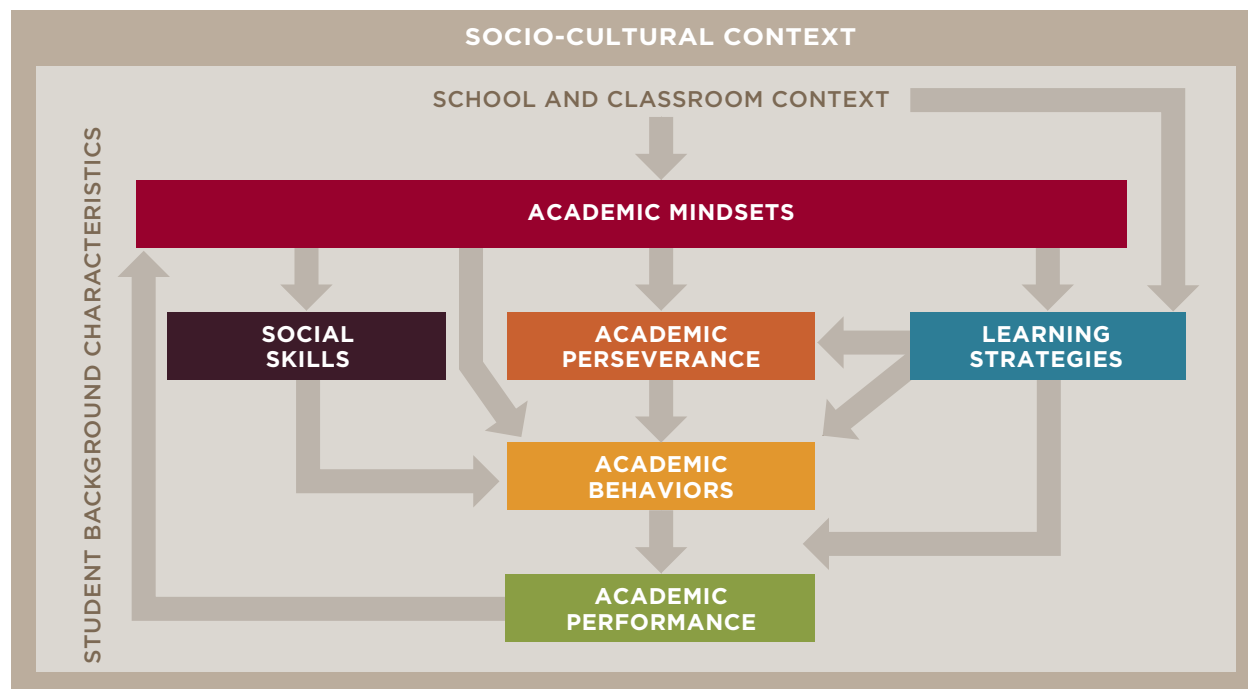 SOCIO-CULTURAL CONTEXT
SCHOOL AND CLASSROOM CONTEXT
STUDENT BACKGROUND CHARACTERISTICS
ACADEMIC MINDSETS
SOCIAL
SKILLS
ACADEMIC
PERSEVERANCE
LEARNING
STRATEGIES
ACADEMIC
BEHAVIORS
ACADEMIC
PERFORMANCE